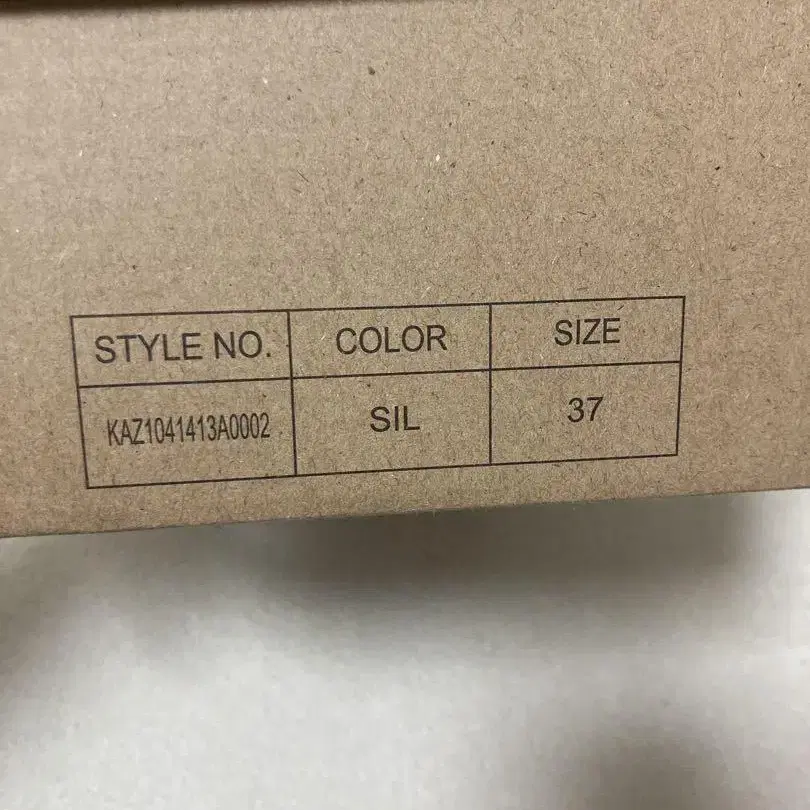 STYLE NO. COLOR SIZE
KAZ1041413A0002 SIL 37